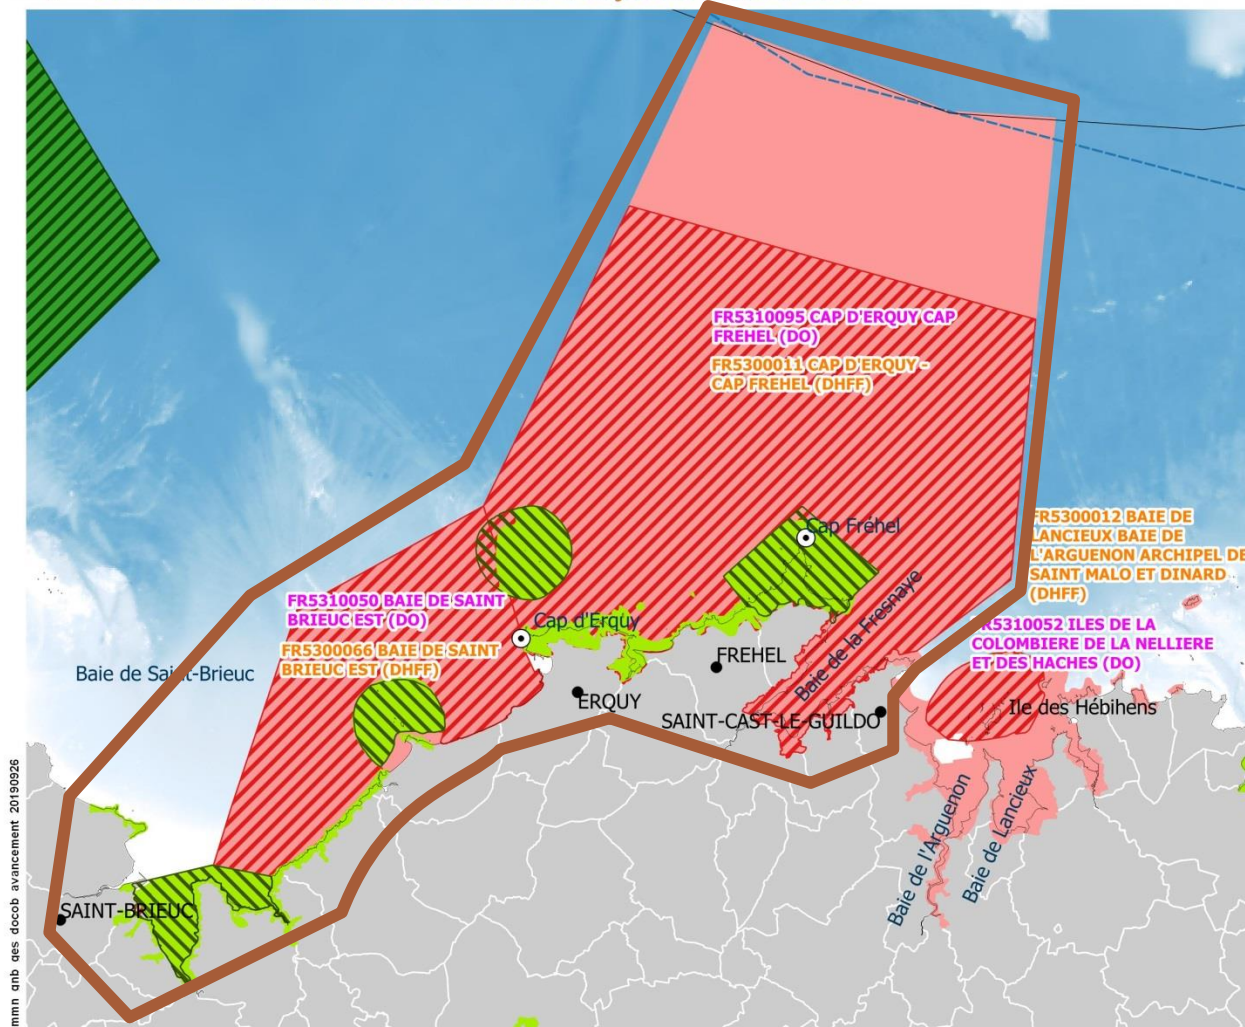 FR5310095 CAP D'ERQUY CAP
FREHEL (DO)
FR5300011 CAP D'ERQUY -
CAP FREHEL (DHFF)
Cap Fréhel
FR5300012 BAIE DE
LANCIEUX BAIE DE
L'ARGUENON ARCHIPEL DE
SAINT MALO ET DINARD
(DHFF)
FR5310050 BAIE DE SAINT
BRIEUC EST (DO)
Cap d'Erquy
Baie de la Fresnaye
FR5310052 ILES DE LA
COLOMBIERE DE LA NELLIERE
ET DES HACHES (DO)
FR5300066 BAIE DE SAINT
BRIEUC EST (DHFF)
Baie de Saint-Brieuc
FREHEL
ERQUY
SAINT-CAST-LE-GUILDO
Ile des Hébihens
Baie de l'Arguenon
Baie de Lancieux
SAINT-BRIEUC
mmn gnb ges docob avancement 20190926